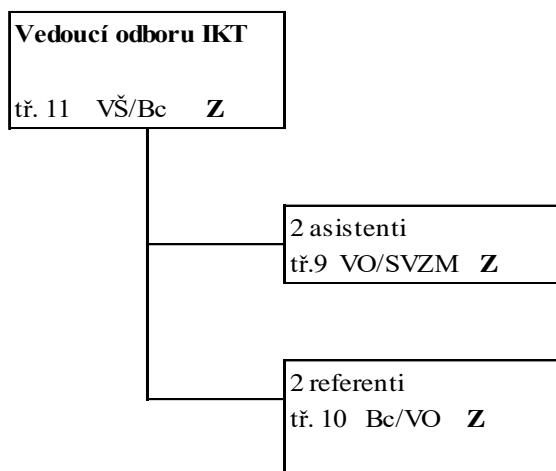 Vedoucí odboru IKT
tř. 11 VŠ/Bc Z
2 asistenti
tř.9 VO/SVZM Z
2 referenti
tř. 10 Bc/VO Z